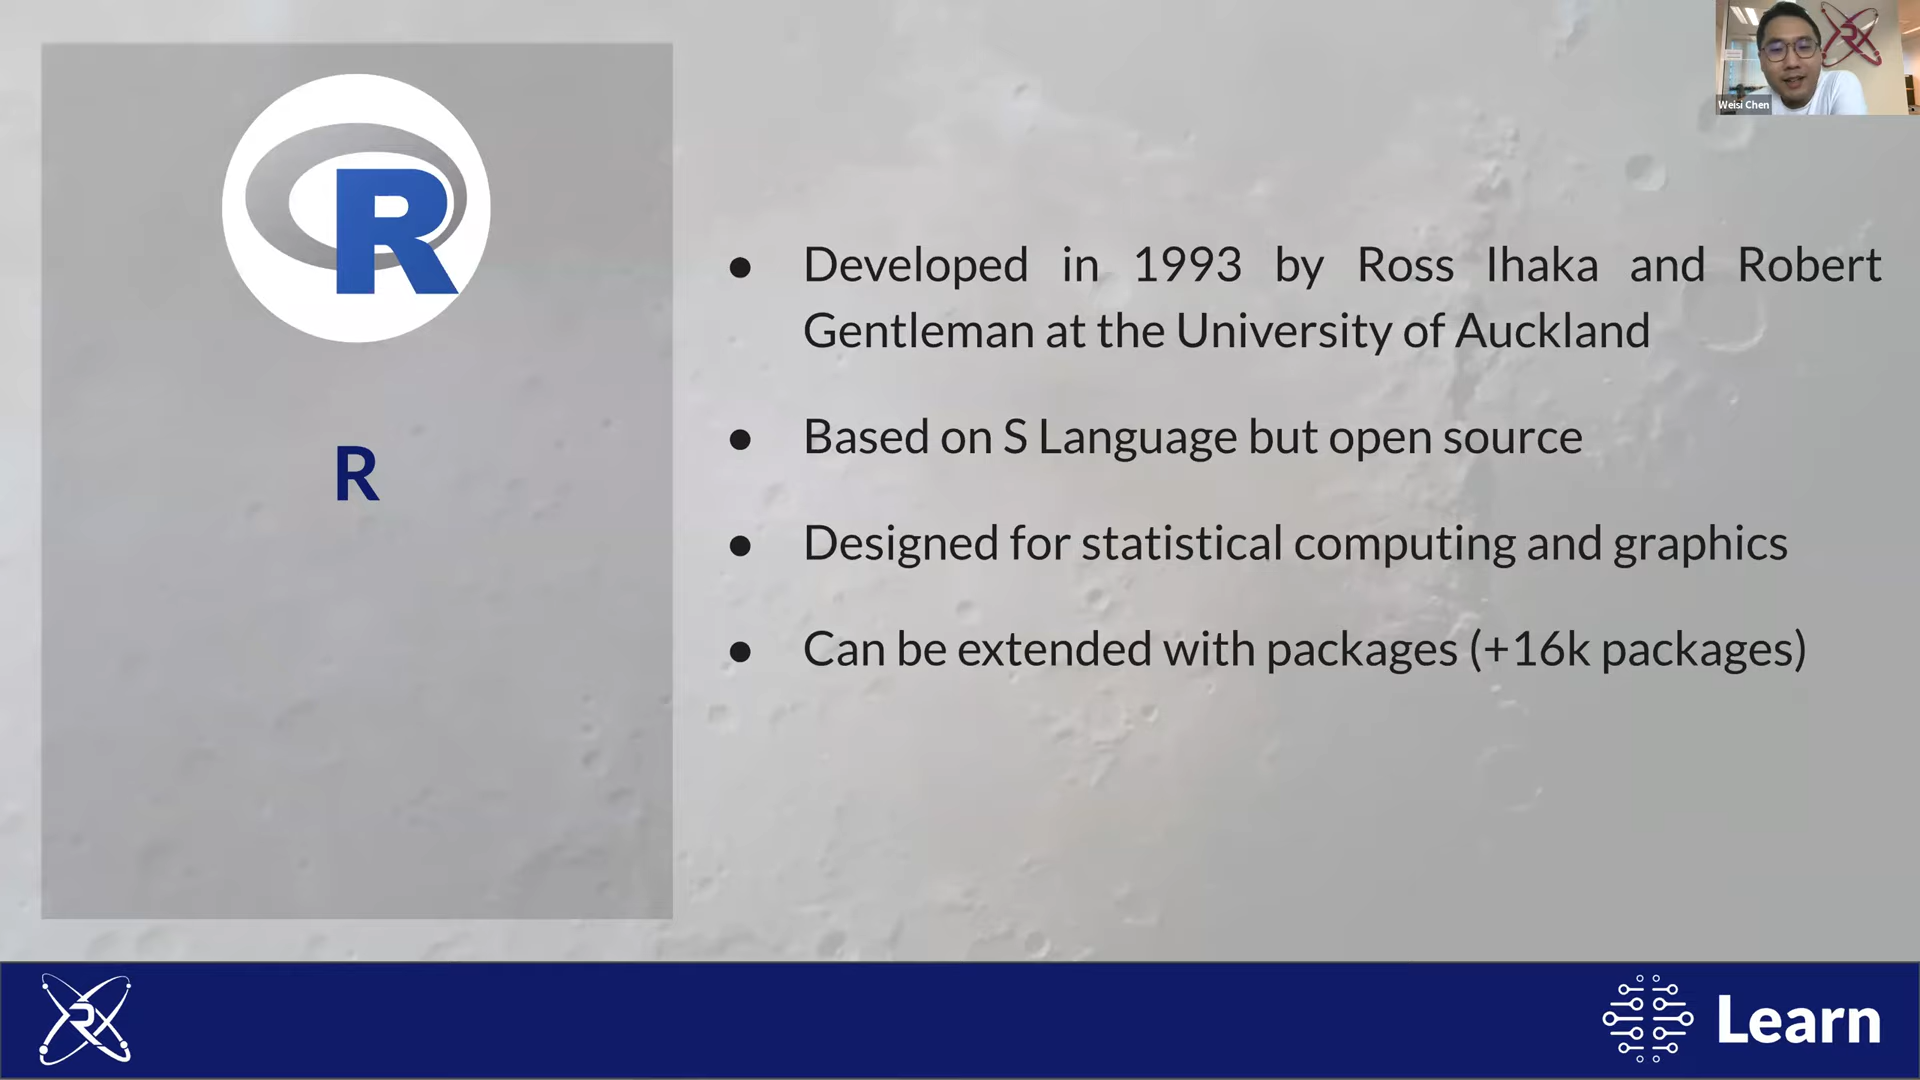 Weisi Chen
R
R
● Developed in 1993 by Ross Ihaka and Robert
Gentleman at the University of Auckland
● Based on S Language but open source
● Designed for statistical computing and graphics
● Can be extended with packages (+16k packages)
Learn